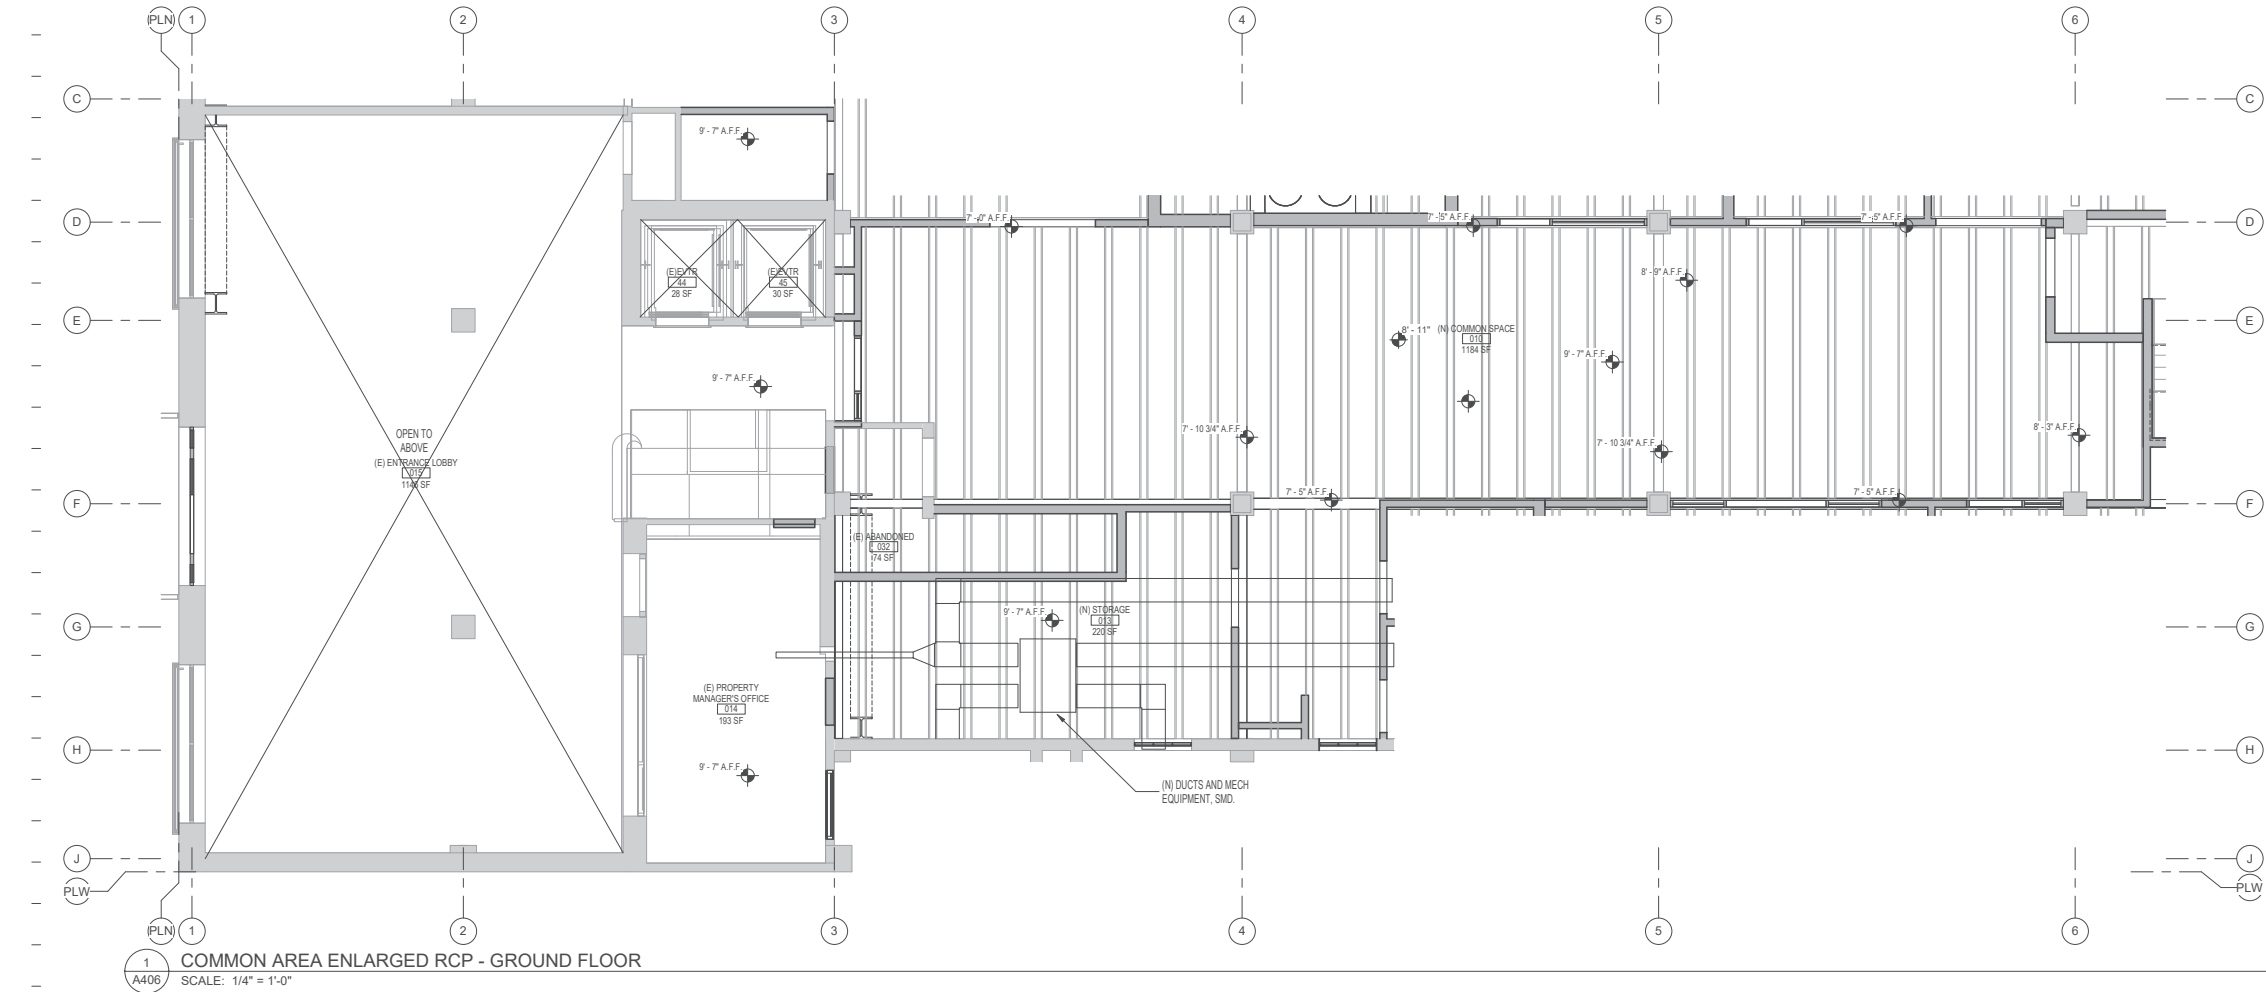 (PLN)
1
2
3
4
5
6
C
C
9' - 7" A.F.F.
D
7' - 0" A.F.F.
7' - 5" A.F.F.
7' - 5" A.F.F.
D
(E)EVTR
44
28 SF
(E)EVTR
45
30 SF
8' - 9" A.F.F.
E
8' - 11"
(N) COMMON SPACE
010
1184 SF
E
9' - 7" A.F.F.
9' - 7" A.F.F.
OPEN TO
ABOVE
(E) ENTRANCE LOBBY
015
1146 SF
7' - 10 3/4" A.F.F.
7' - 10 3/4" A.F.F.
8' - 3" A.F.F.
F
7' - 5" A.F.F.
7' - 5" A.F.F.
F
(E) ABANDONED
032
74 SF
G
9' - 7" A.F.F.
(N) STORAGE
013
220 SF
G
(E) PROPERTY
MANAGER'S OFFICE
014
193 SF
H
9' - 7" A.F.F.
H
(N) DUCTS AND MECH
EQUIPMENT, SMD.
J
J
PLW
PLW
(PLN)
1
2
3
4
5
6
1
A406
COMMON AREA ENLARGED RCP - GROUND FLOOR
SCALE: 1/4" = 1'-0"